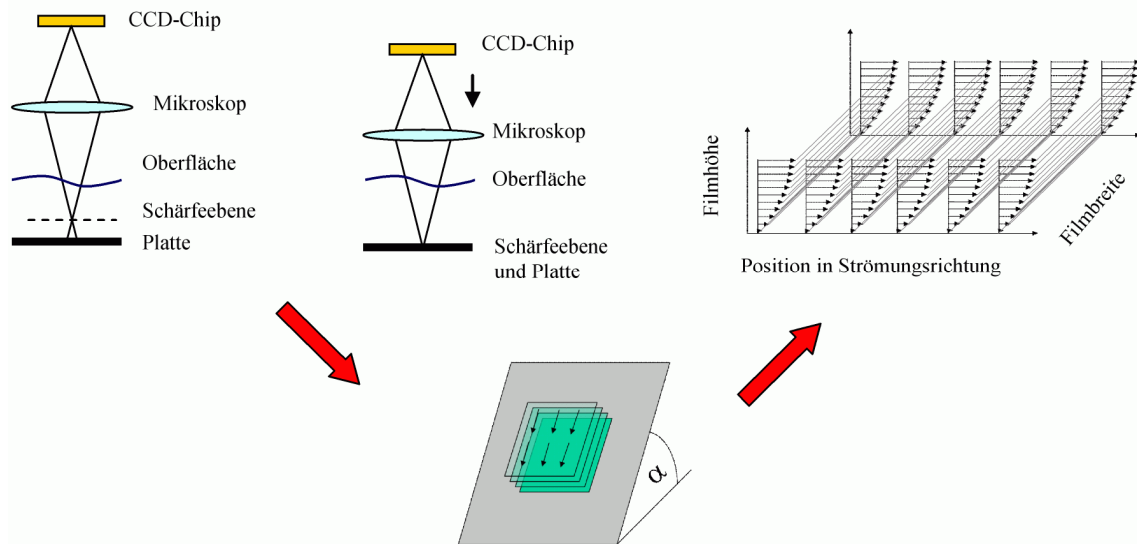 CCD-Chip
Mikroskop
Oberfläche
Schärfeebene
Platte
CCD-Chip
Mikroskop
Oberfläche
Schärfeebene
und Platte
Filmhöhe
Filmbreite
Position in Strömungsrichtung
α